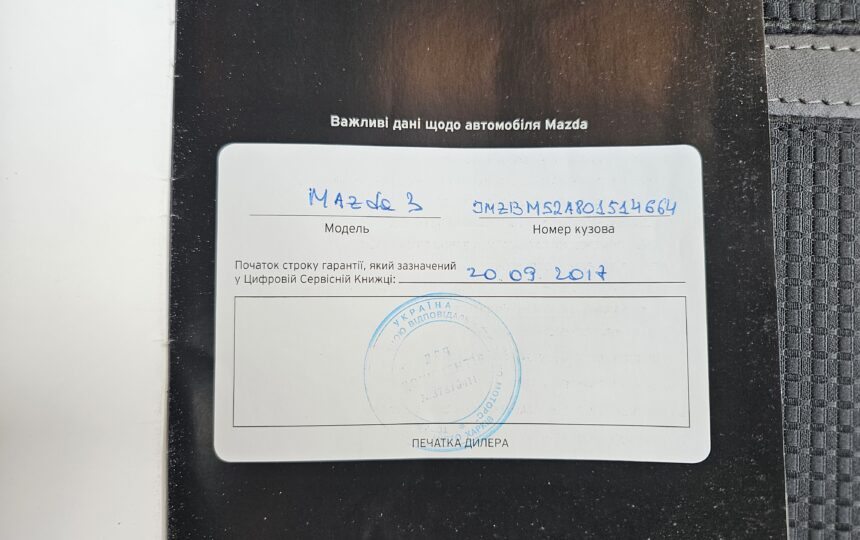 Важливі дані щодо автомобіля Mazda
Mazda 3
JMZBM52A801514664
Модель
Номер кузова
Початок строку гарантії, який зазначений
у Цифровій Сервісній Книжці: 20.09.2017
УКРАЇНА
ДЛЯ
ПЕЧАТКА ДИЛЕРА